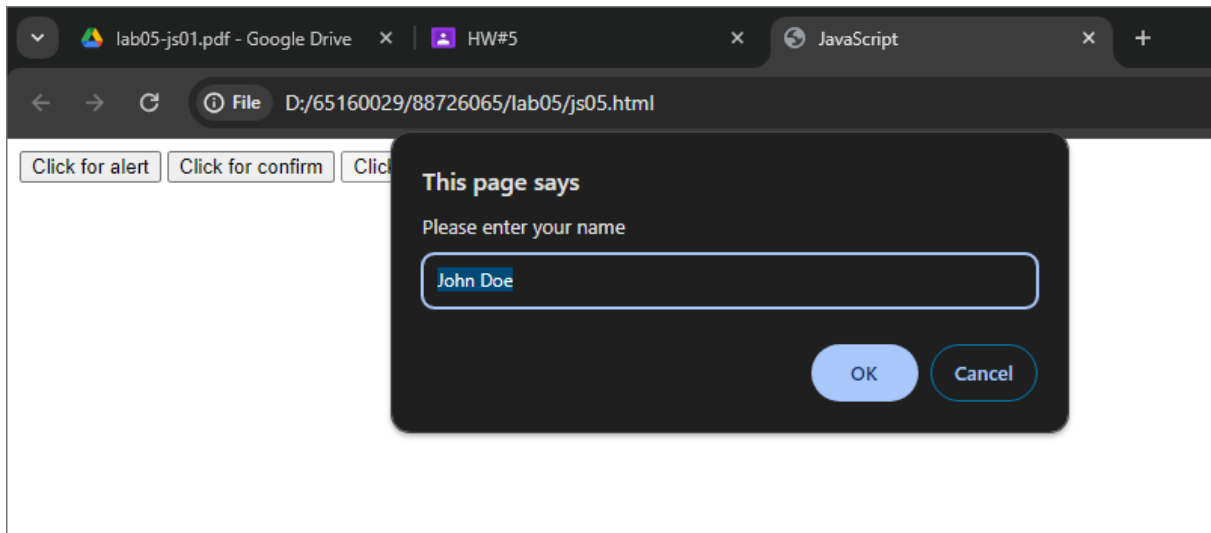 lab05-js01.pdf - Google Drive HW#5 JavaScript
File D:/65160029/88726065/lab05/js05.html
Click for alert Click for confirm Clic
This page says
Please enter your name
John Doe
OK Cancel